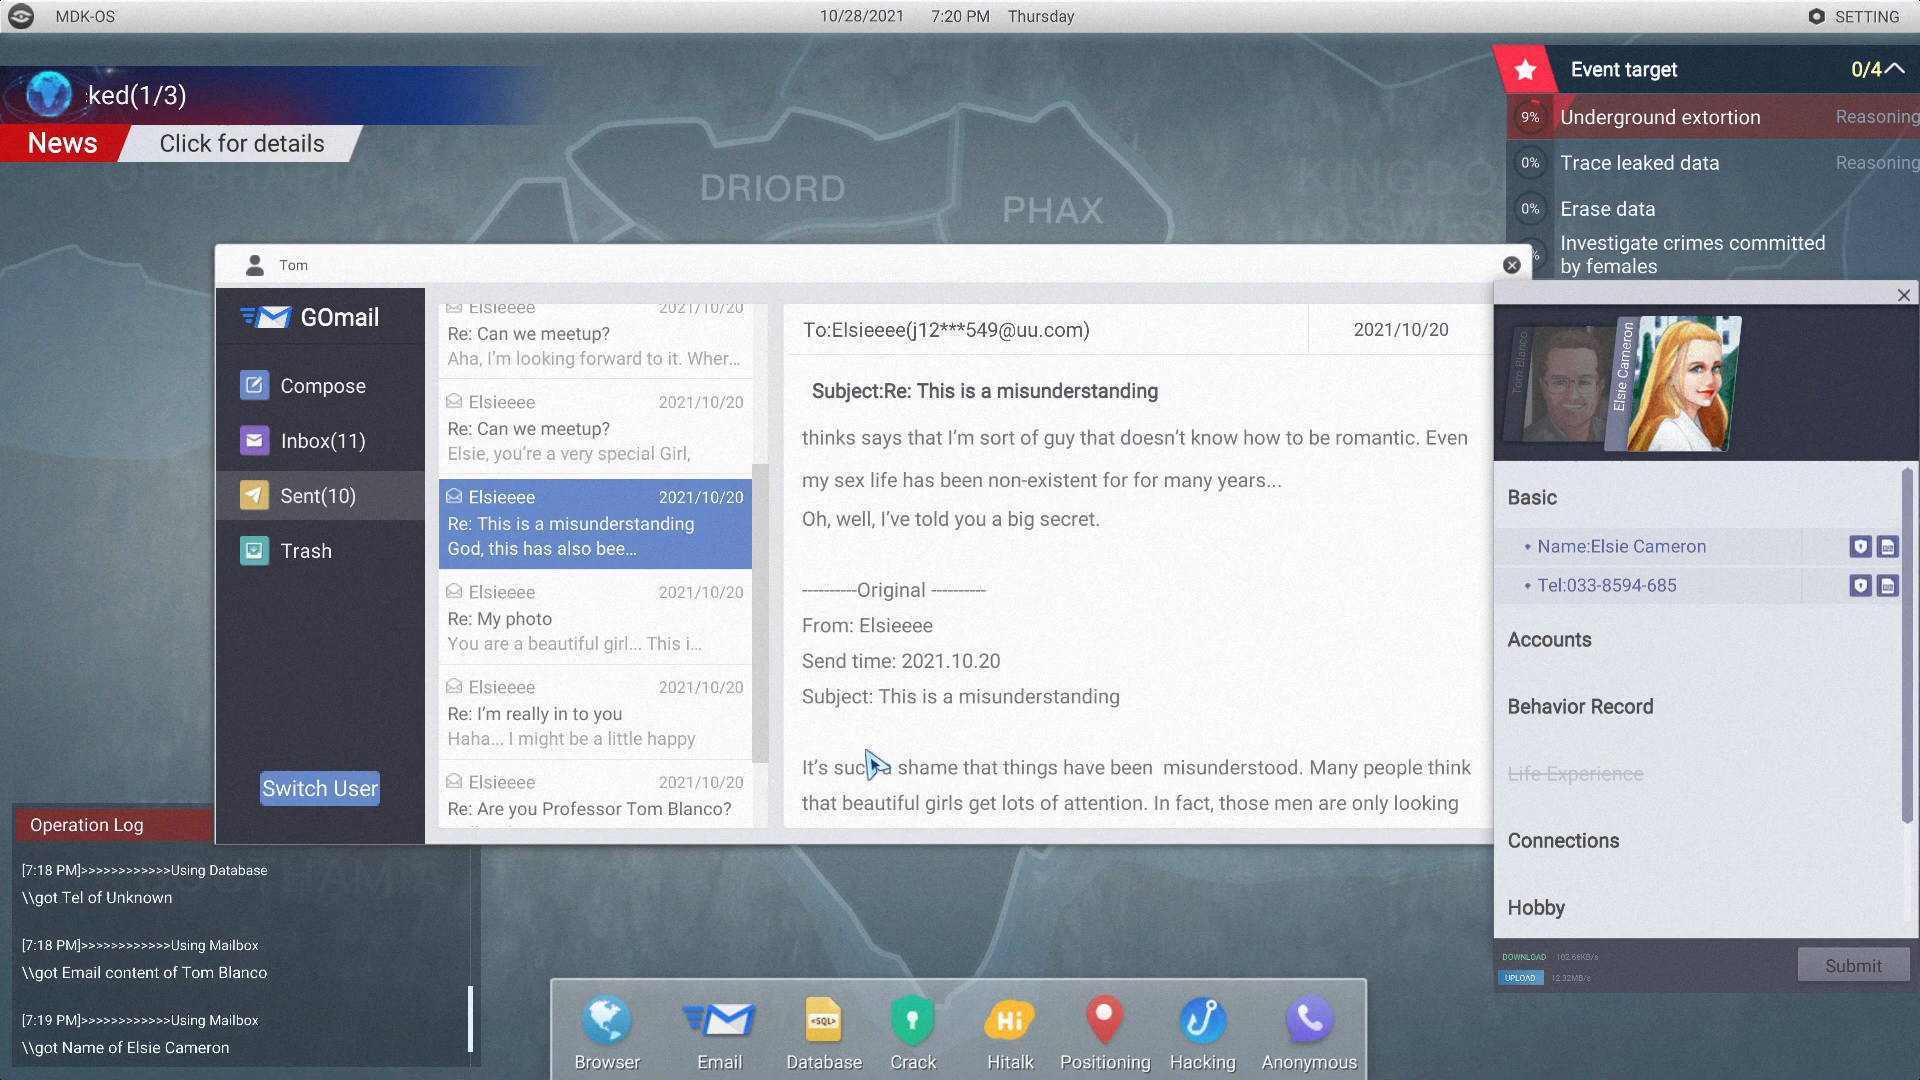 MDK-OS
10/28/2021 7:20 PM Thursday
SETTING
ked(1/3)
News
Click for details
DRIORD
PHAX
Event target
0/4
9%
Underground extortion
Reasoning
0%
Trace leaked data
Reasoning
0%
Erase data
%
Investigate crimes committed
by females
Tom
GOmail
Compose
Inbox(11)
Sent(10)
Trash
Switch User
Elsieeee 2021/10/20
Re: Can we meetup?
Aha, I'm looking forward to it. Wher...
Elsieeee 2021/10/20
Re: Can we meetup?
Elsie, you're a very special Girl,
Elsieeee 2021/10/20
Re: This is a misunderstanding
God, this has also bee...
Elsieeee 2021/10/20
Re: My photo
You are a beautiful girl... This i...
Elsieeee 2021/10/20
Re: I'm really in to you
Haha... I might be a little happy
Elsieeee 2021/10/20
Re: Are you Professor Tom Blanco?
To:Elsieeee(j12***549@uu.com)
2021/10/20
Subject:Re: This is a misunderstanding
thinks says that I'm sort of guy that doesn't know how to be romantic. Even
my sex life has been non-existent for for many years...
Oh, well, I've told you a big secret.
----------Original ----------
From: Elsieeee
Send time: 2021.10.20
Subject: This is a misunderstanding
It's such a shame that things have been misunderstood. Many people think
that beautiful girls get lots of attention. In fact, those men are only looking
Tom Blanco
Elsie Cameron
Basic
• Name:Elsie Cameron
• Tel:033-8594-685
Accounts
Behavior Record
Life Experience
Connections
Hobby
DOWNLOAD 102.66KB/s
UPLOAD 12.32MB/s
Submit
Operation Log
[7:18 PM]>>>>>>>>>>>>Using Database
\\got Tel of Unknown
[7:18 PM]>>>>>>>>>>>>Using Mailbox
\\got Email content of Tom Blanco
[7:19 PM]>>>>>>>>>>>>Using Mailbox
\\got Name of Elsie Cameron
<SQL>
Hi
Browser
Email
Database
Crack
Hitalk
Positioning
Hacking
Anonymous